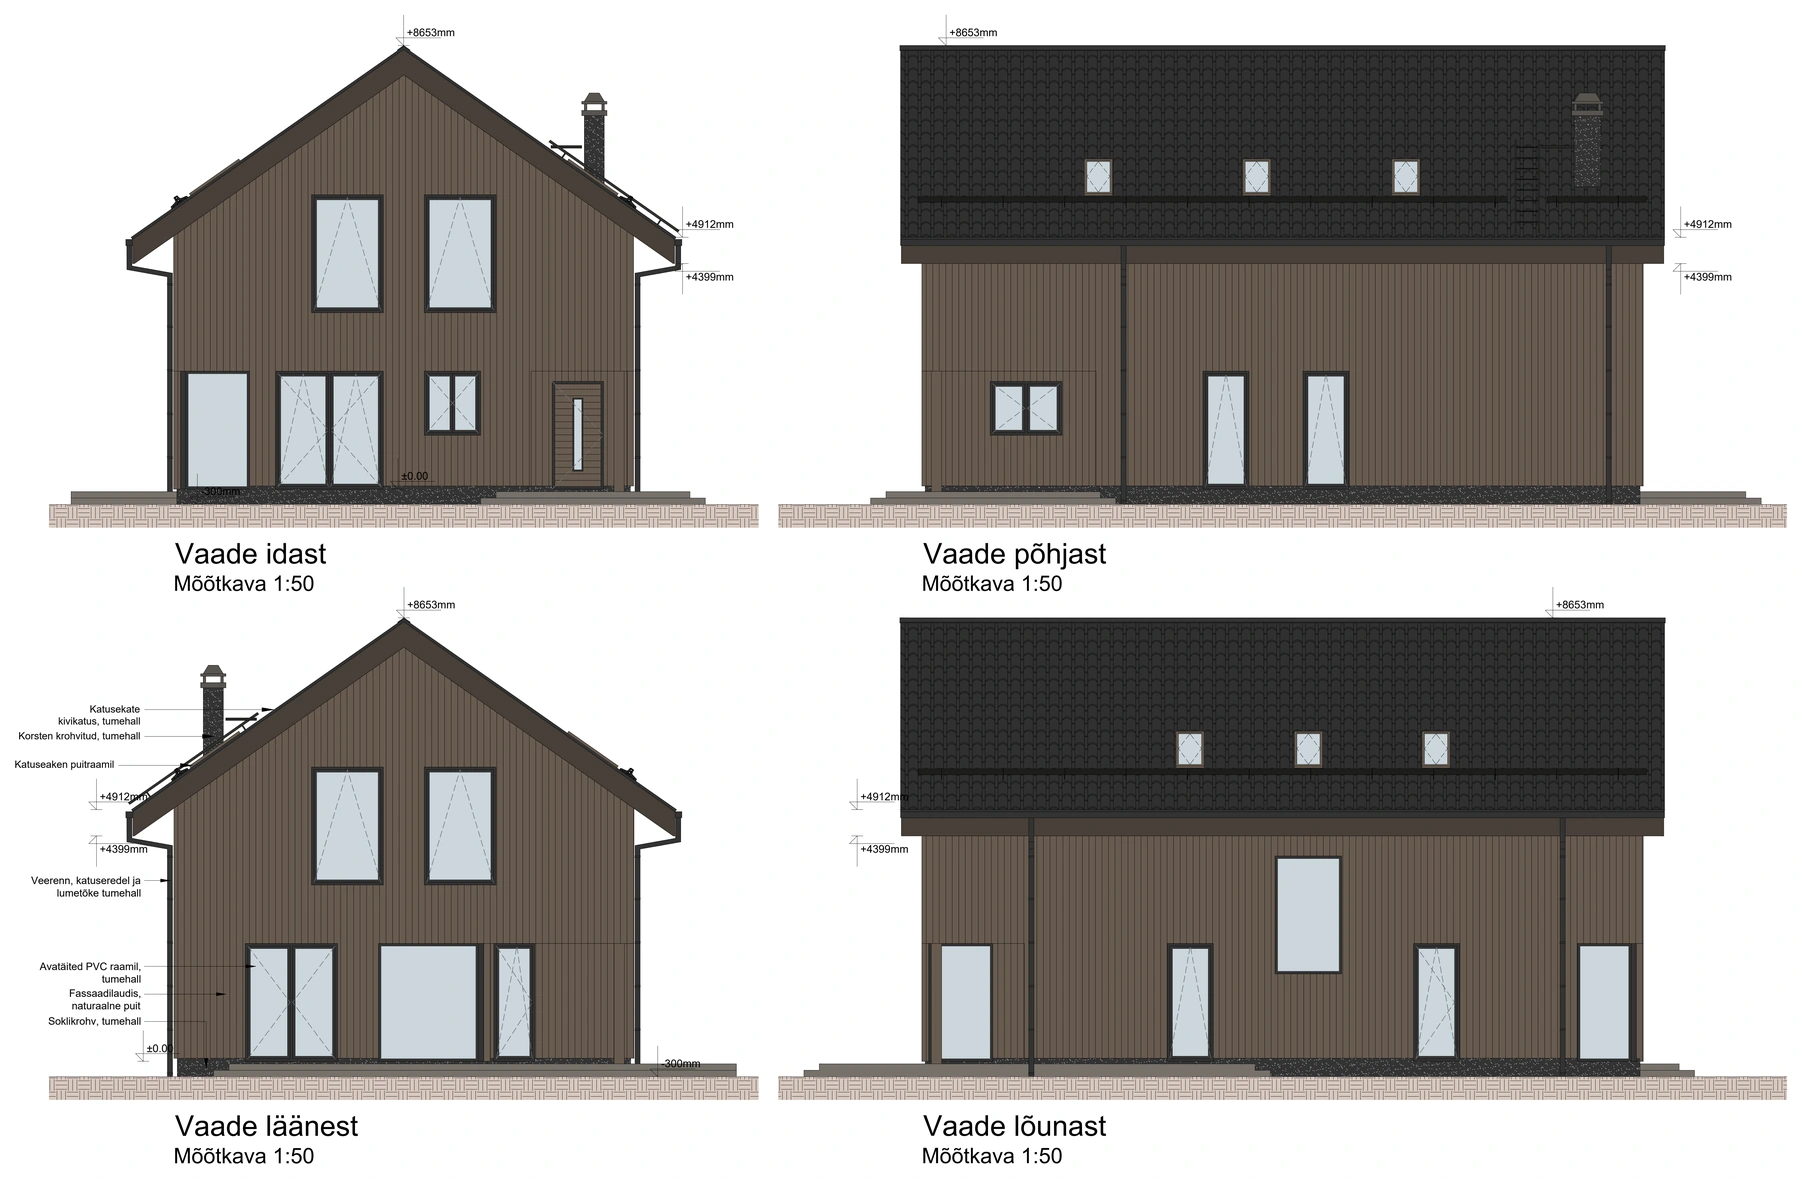 +8653mm
+4912mm
+4399mm
±0.00
-300mm
Vaade idast
Mõõtkava 1:50
+8653mm
+4912mm
+4399mm
Vaade põhjast
Mõõtkava 1:50
+8653mm
Katusekate
kivikatus, tumehall
Korsten krohvitud, tumehall
Katuseaken puitraamil
+4912mm
+4399mm
Veerenn, katuseredel ja
lumetõke tumehall
Avatäited PVC raamil,
tumehall
Fassaadilaudis,
naturaalne puit
Soklikrohv, tumehall
±0.00
-300mm
Vaade läänest
Mõõtkava 1:50
+8653mm
+4912mm
+4399mm
Vaade lõunast
Mõõtkava 1:50